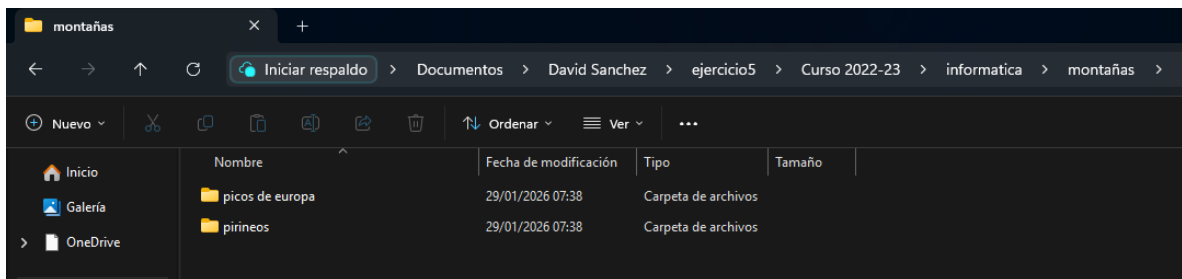 montañas
Iniciar respaldo > Documentos > David Sanchez > ejercicio5 > Curso 2022-23 > informatica > montañas >
Nuevo Ordenar Ver ...
Nombre Fecha de modificación Tipo Tamaño
Inicio
picos de europa 29/01/2026 07:38 Carpeta de archivos
Galería
pirineos 29/01/2026 07:38 Carpeta de archivos
OneDrive